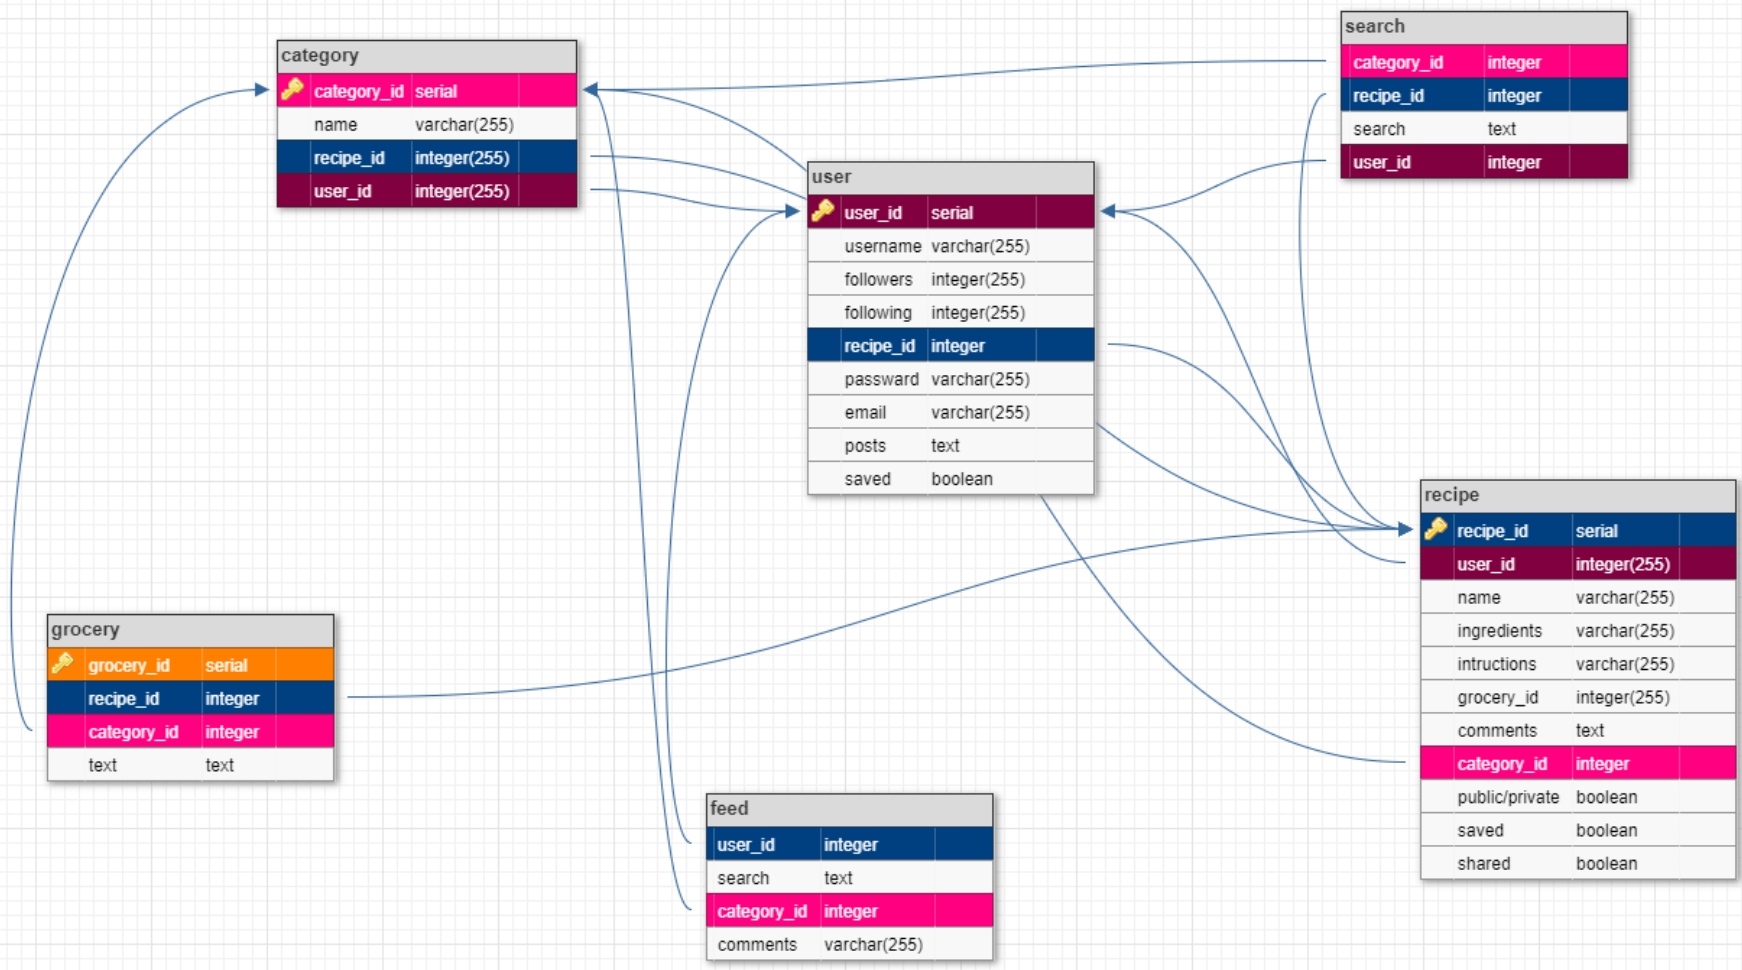 category
category_id serial
name varchar(255)
recipe_id integer(255)
user_id integer(255)
search
category_id integer
recipe_id integer
search text
user_id integer
user
user_id serial
username varchar(255)
followers integer(255)
following integer(255)
recipe_id integer
passward varchar(255)
email varchar(255)
posts text
saved boolean
recipe
recipe_id serial
user_id integer(255)
name varchar(255)
ingredients varchar(255)
intructions varchar(255)
grocery_id integer(255)
comments text
category_id integer
public/private boolean
saved boolean
shared boolean
grocery
grocery_id serial
recipe_id integer
category_id integer
text text
feed
user_id integer
search text
category_id integer
comments varchar(255)